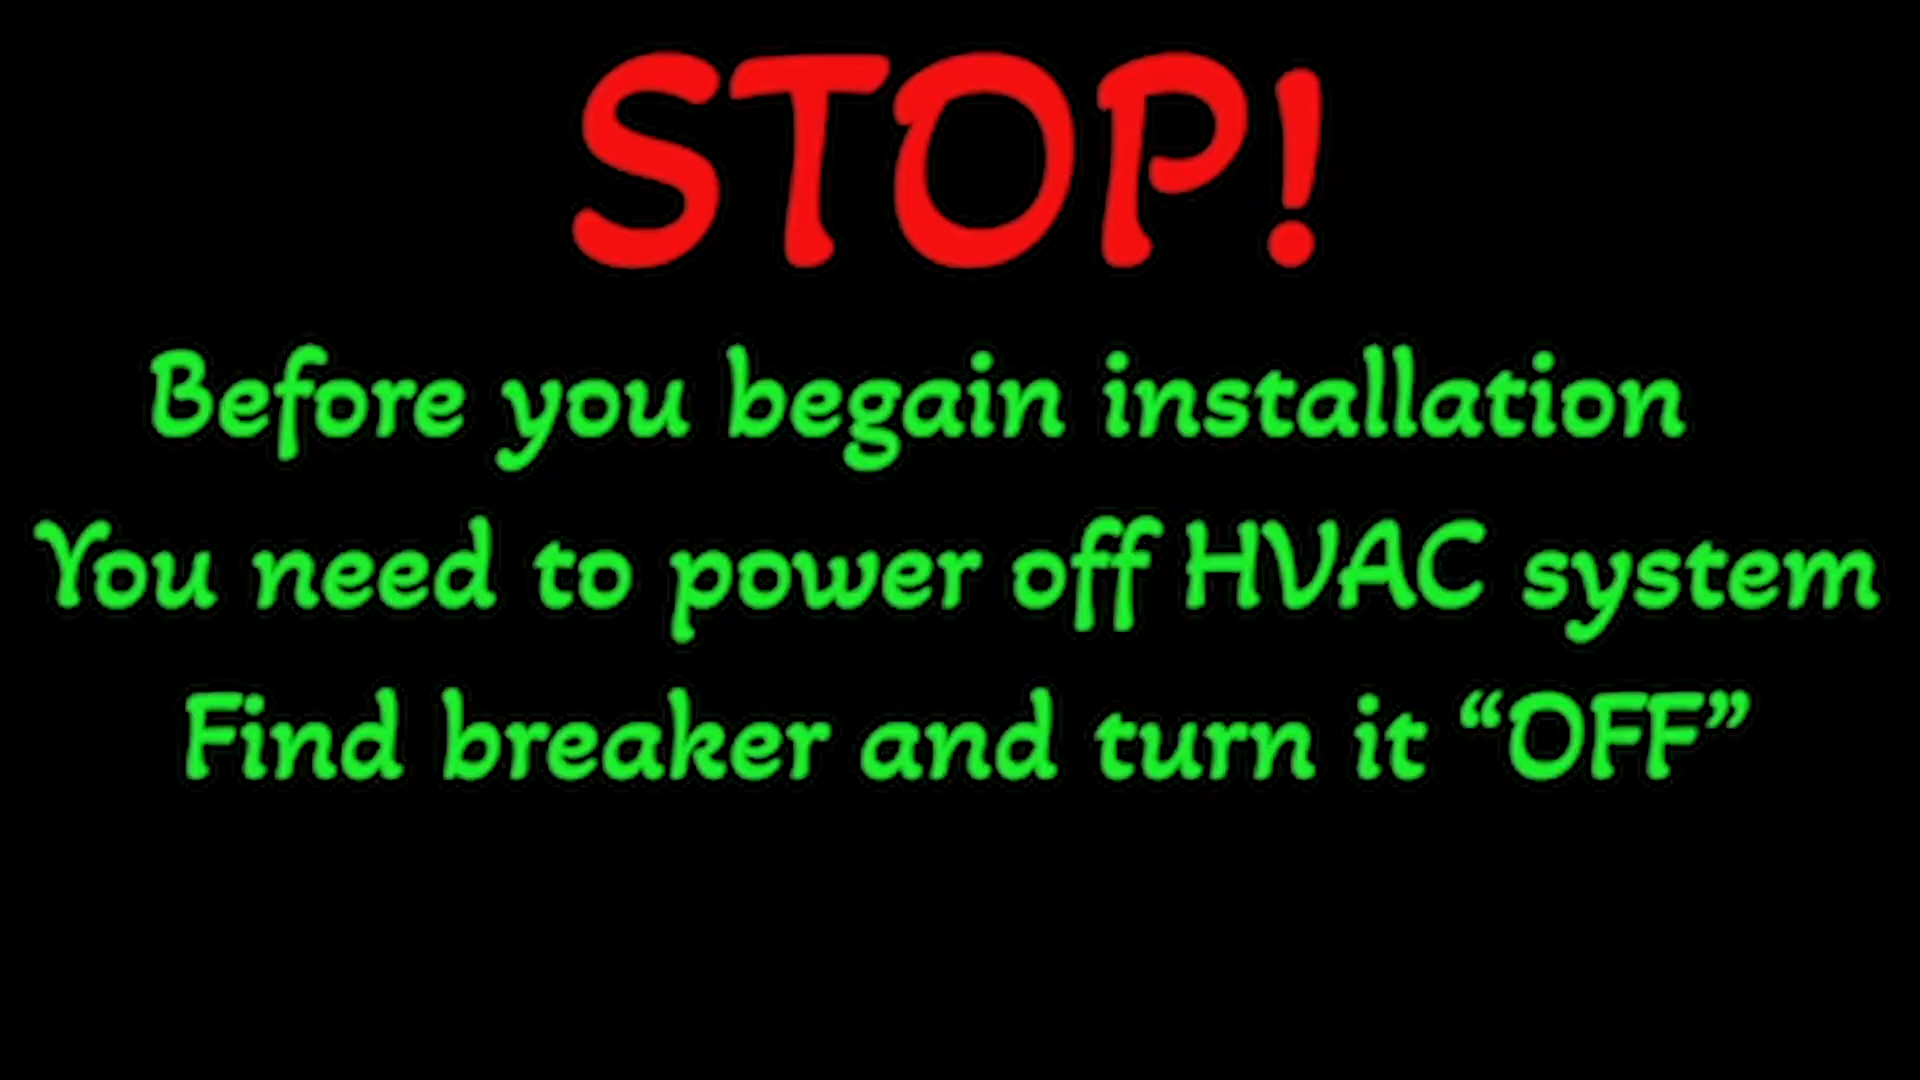 STOP!
Before you begain installation
You need to power off HVAC system
Find breaker and turn it “OFF”